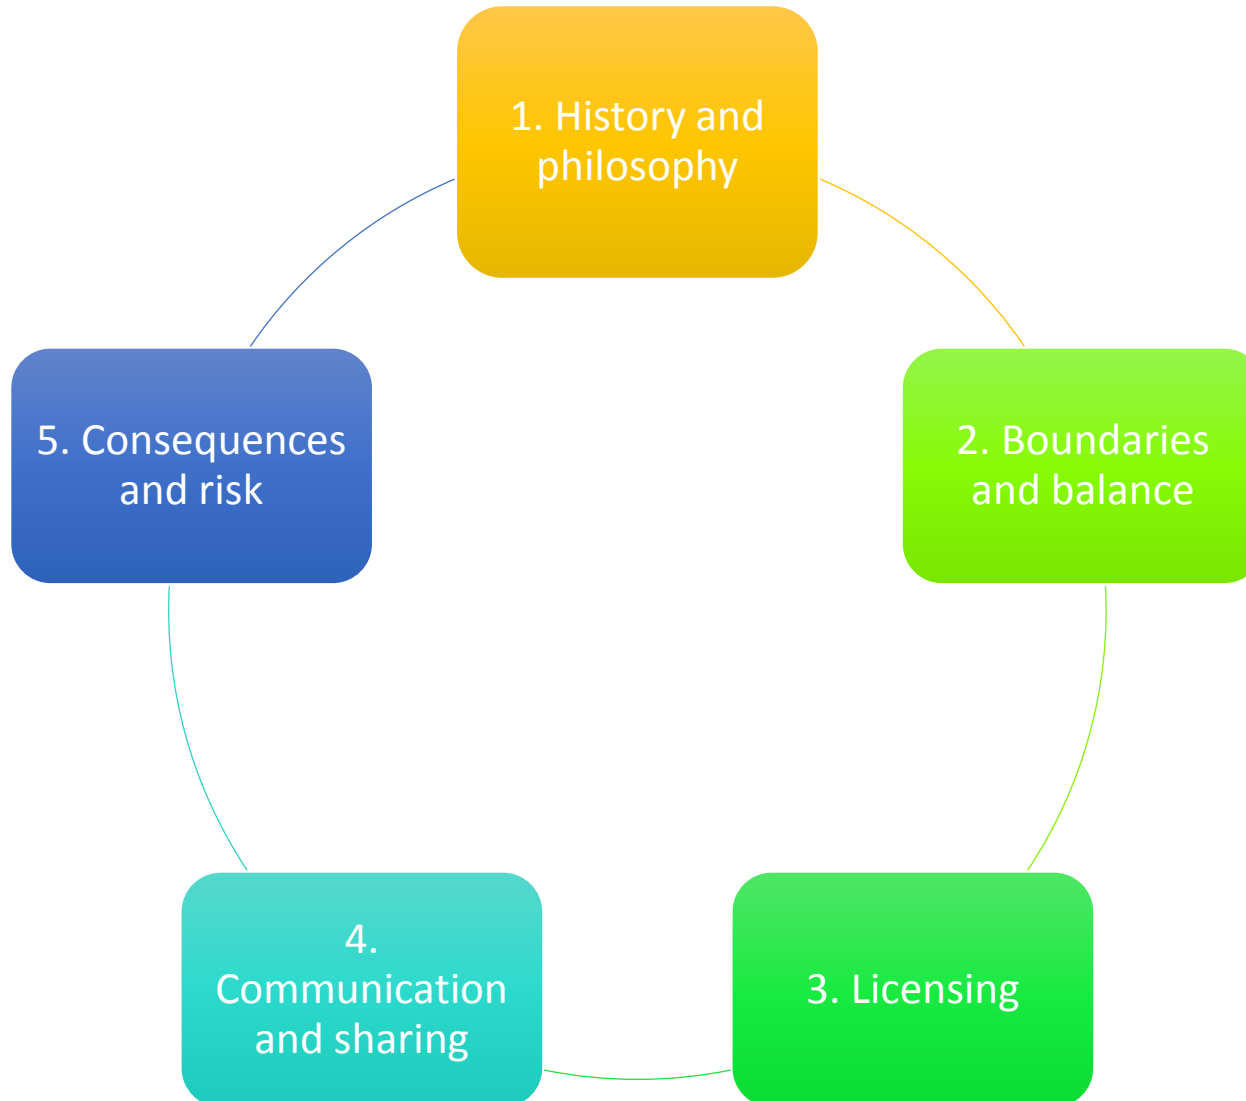 1. History and
philosophy
2. Boundaries
and balance
3. Licensing
4.
Communication
and sharing
5. Consequences
and risk